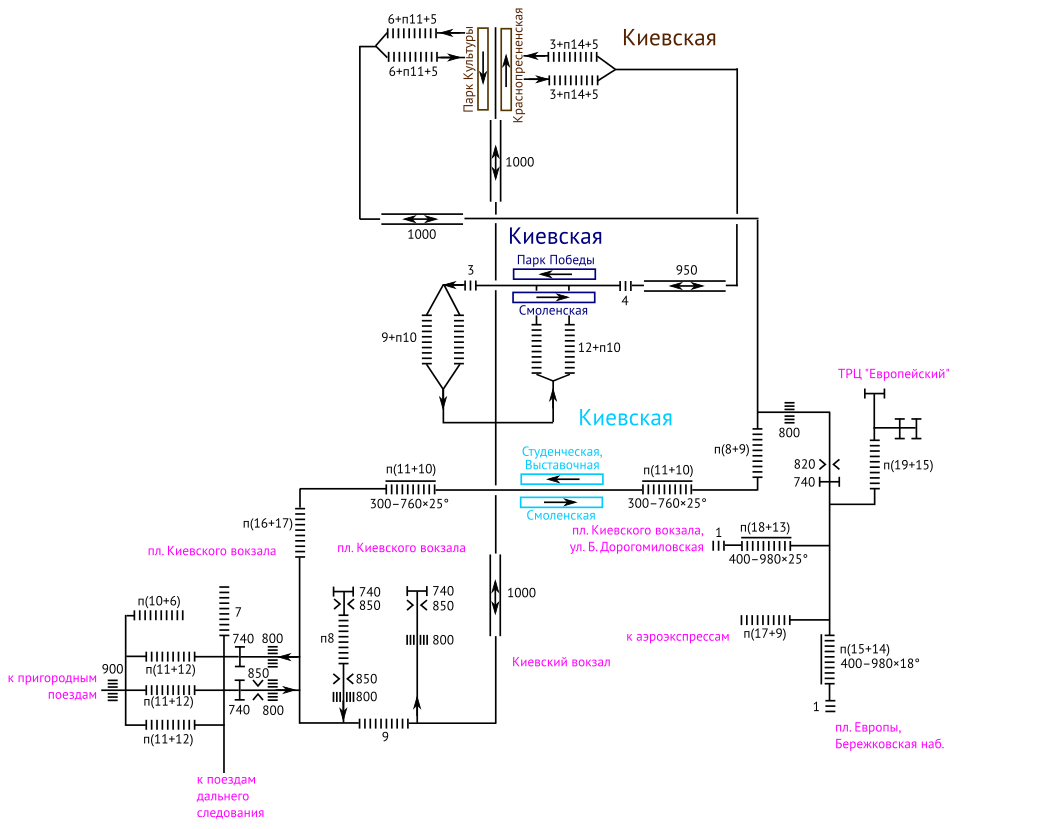 6+п11+5
6+п11+5
Парк Культуры
Краснопресненская
Киевская
3+п14+5
3+п14+5
1000
1000
Киевская
Парк Победы
3
950
4
Смоленская
9+п10
12+п10
ТРЦ "Европейский"
Киевская
800
Студенческая,
Выставочная
п(11+10)
300–760×25°
п(11+10)
300–760×25°
п(8+9)
820
740
п(19+15)
Смоленская
п(16+17)
пл. Киевского вокзала
пл. Киевского вокзала
пл. Киевского вокзала,
ул. Б. Дорогомиловская
1
п(18+13)
400–980×25°
740
850
740
850
1000
п(10+6)
7
740
800
п8
800
к аэроэкспрессам
п(17+9)
п(15+14)
400–980×18°
Киевский вокзал
900
п(11+12)
850
к пригородным
поездам
п(11+12)
740
800
850
800
9
п(11+12)
1
пл. Европы,
Бережковская наб.
к поездам
дальнего
следования